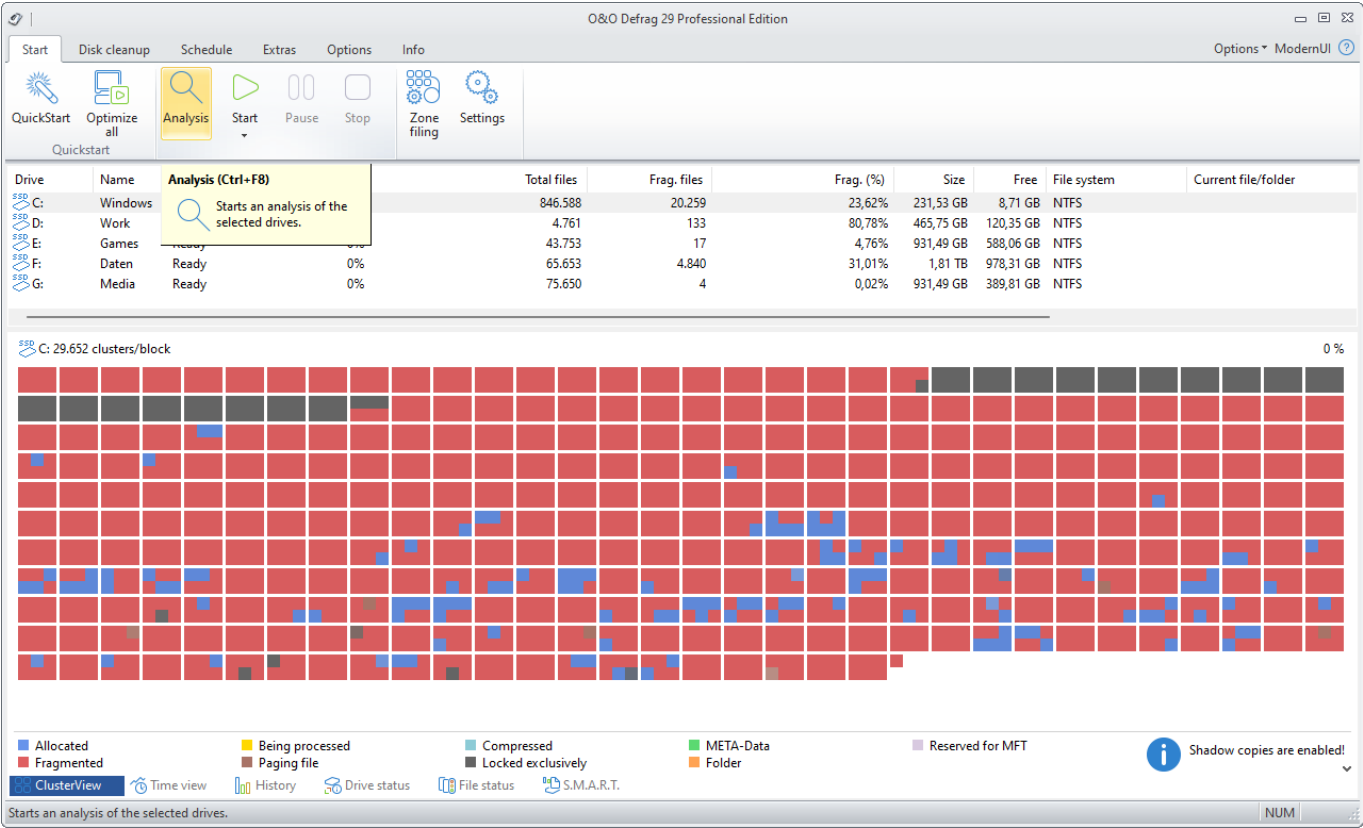 O&O Defrag 29 Professional Edition
Start Disk cleanup Schedule Extras Options Info Options ModernUI ?
QuickStart Optimize all Analysis Start Pause Stop Zone filing Settings
Quickstart
Drive Name Total files Frag. files Frag. (%) Size Free File system Current file/folder
Analysis (Ctrl+F8)
Starts an analysis of the
selected drives.
SSD C: Windows 846.588 20.259 23,62% 231,53 GB 8,71 GB NTFS
SSD D: Work 4.761 133 80,78% 465,75 GB 120,35 GB NTFS
SSD E: Games Ready 0% 43.753 17 4,76% 931,49 GB 588,06 GB NTFS
SSD F: Daten Ready 0% 65.653 4.840 31,01% 1,81 TB 978,31 GB NTFS
SSD G: Media Ready 0% 75.650 4 0,02% 931,49 GB 389,81 GB NTFS
SSD C: 29.652 clusters/block 0 %
Allocated Being processed Compressed META-Data Reserved for MFT
Fragmented Paging file Locked exclusively Folder
i Shadow copies are enabled!
ClusterView Time view History Drive status File status S.M.A.R.T.
Starts an analysis of the selected drives. NUM